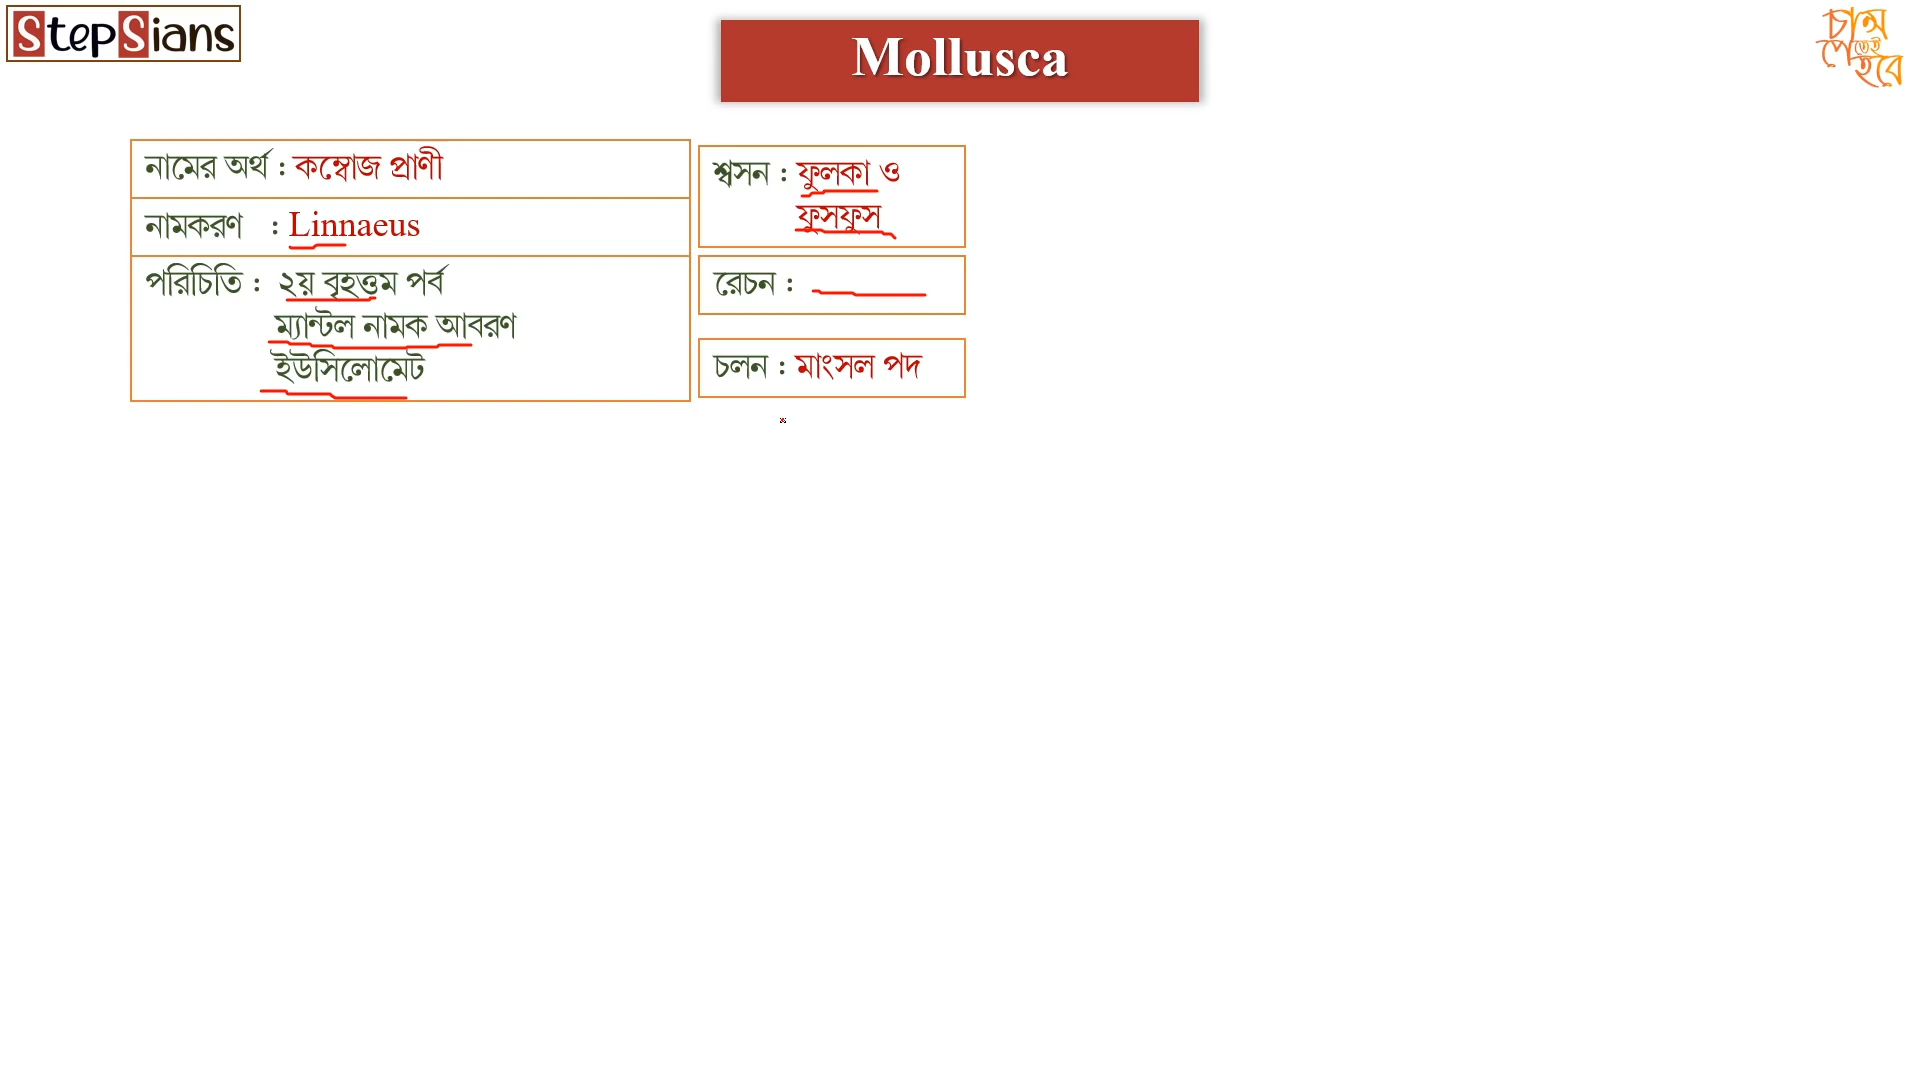 StepSians
Mollusca
চান্স
পেতেই
হবে
নামের অর্থ : কম্বোজ প্রাণী
নামকরণ : Linnaeus
পরিচিতি : ২য় বৃহত্তম পর্ব
ম্যান্টল নামক আবরণ
ইউসিলোমেট
শ্বসন : ফুলকা ও
ফুসফুস
রেচন :
চলন : মাংসল পদ